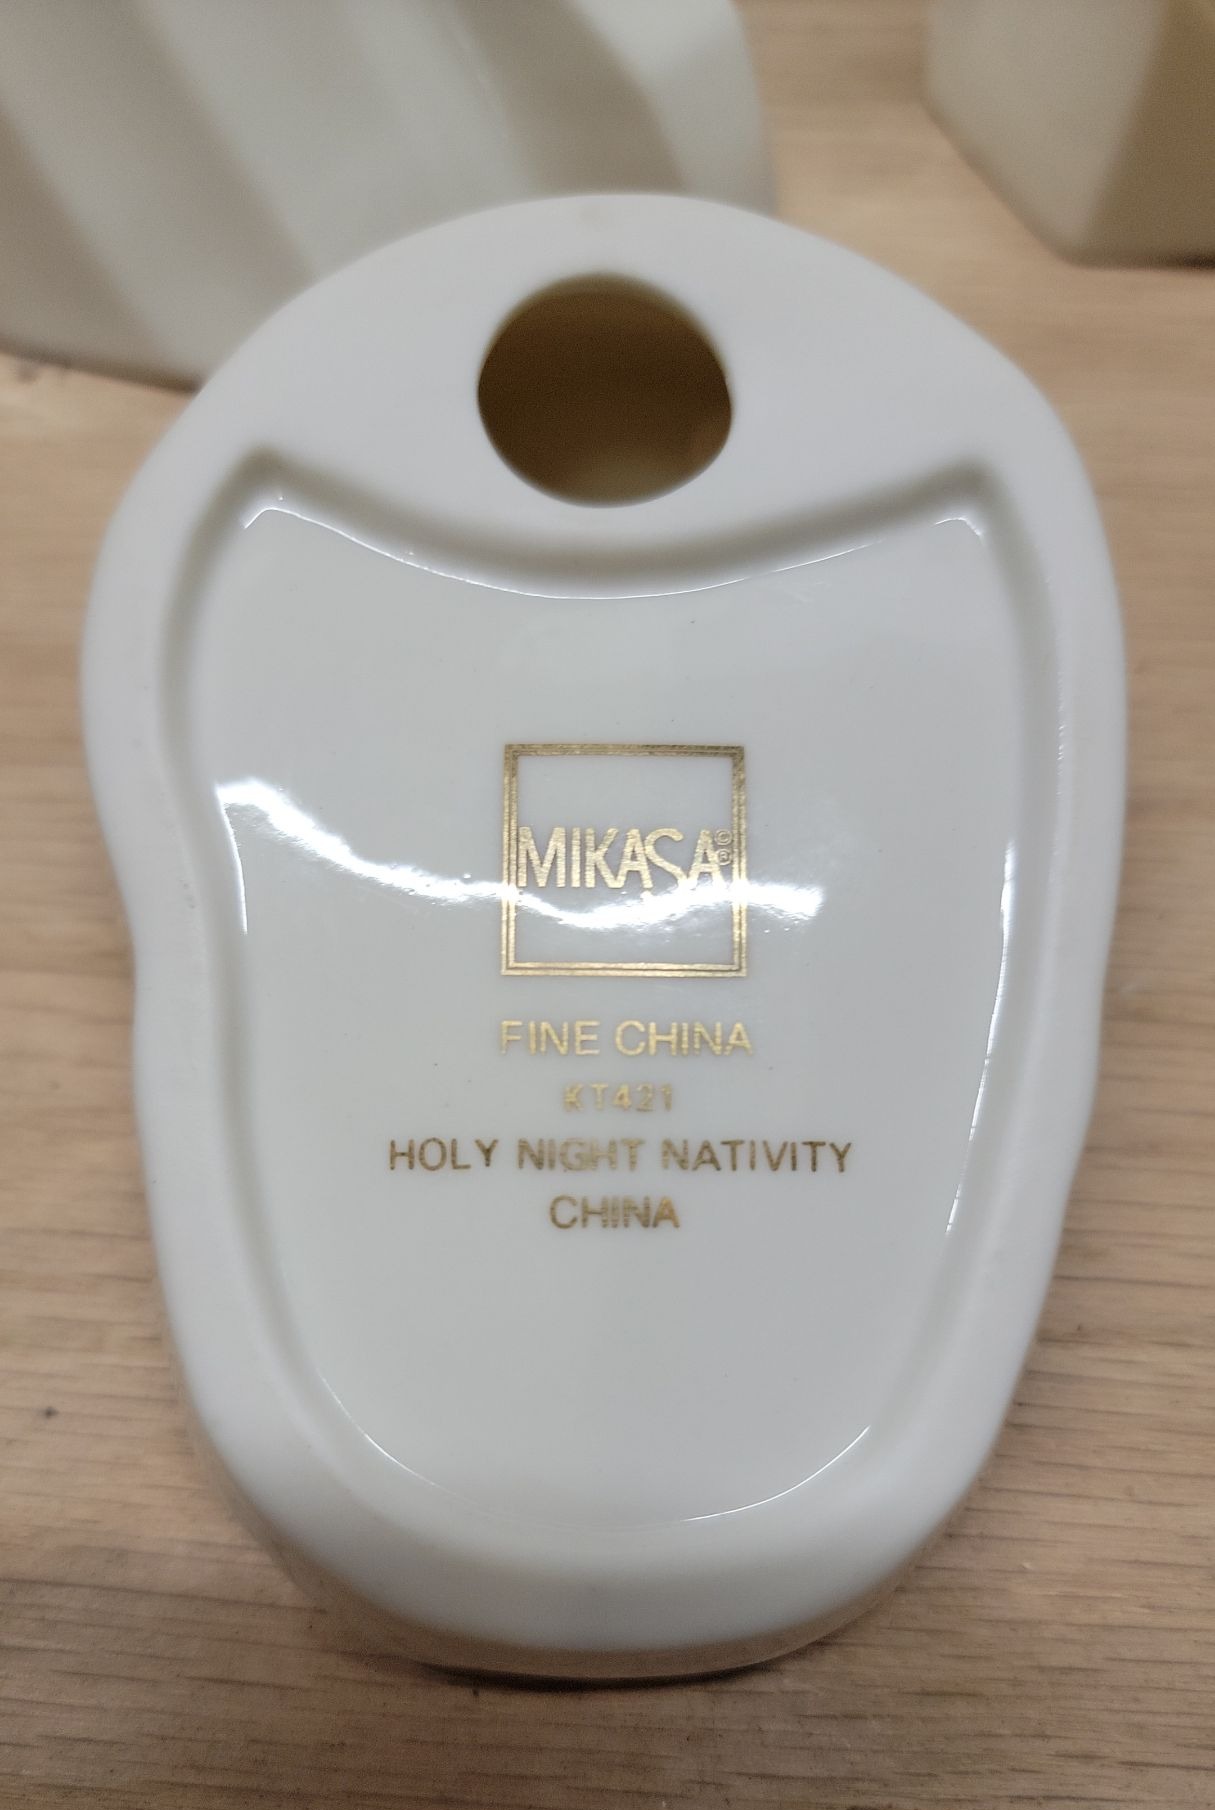 MIKASA©®
FINE CHINA
KT421
HOLY NIGHT NATIVITY
CHINA